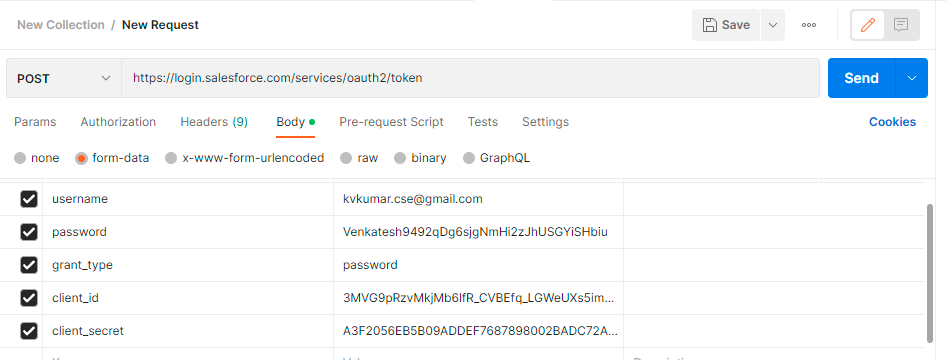 New Collection / New Request
Save
POST
https://login.salesforce.com/services/oauth2/token
Send
Params
Authorization
Headers (9)
Body
Pre-request Script
Tests
Settings
Cookies
none
form-data
x-www-form-urlencoded
raw
binary
GraphQL
username kvkumar.cse@gmail.com
password Venkatesh9492qDg6sjgNmHi2zJhUSGYiSHbiu
grant_type password
client_id 3MVG9pRzvMkjMb6lfR_CVBEfq_LGWeUXs5im...
client_secret A3F2056EB5B09ADDEF7687898002BADC72A...